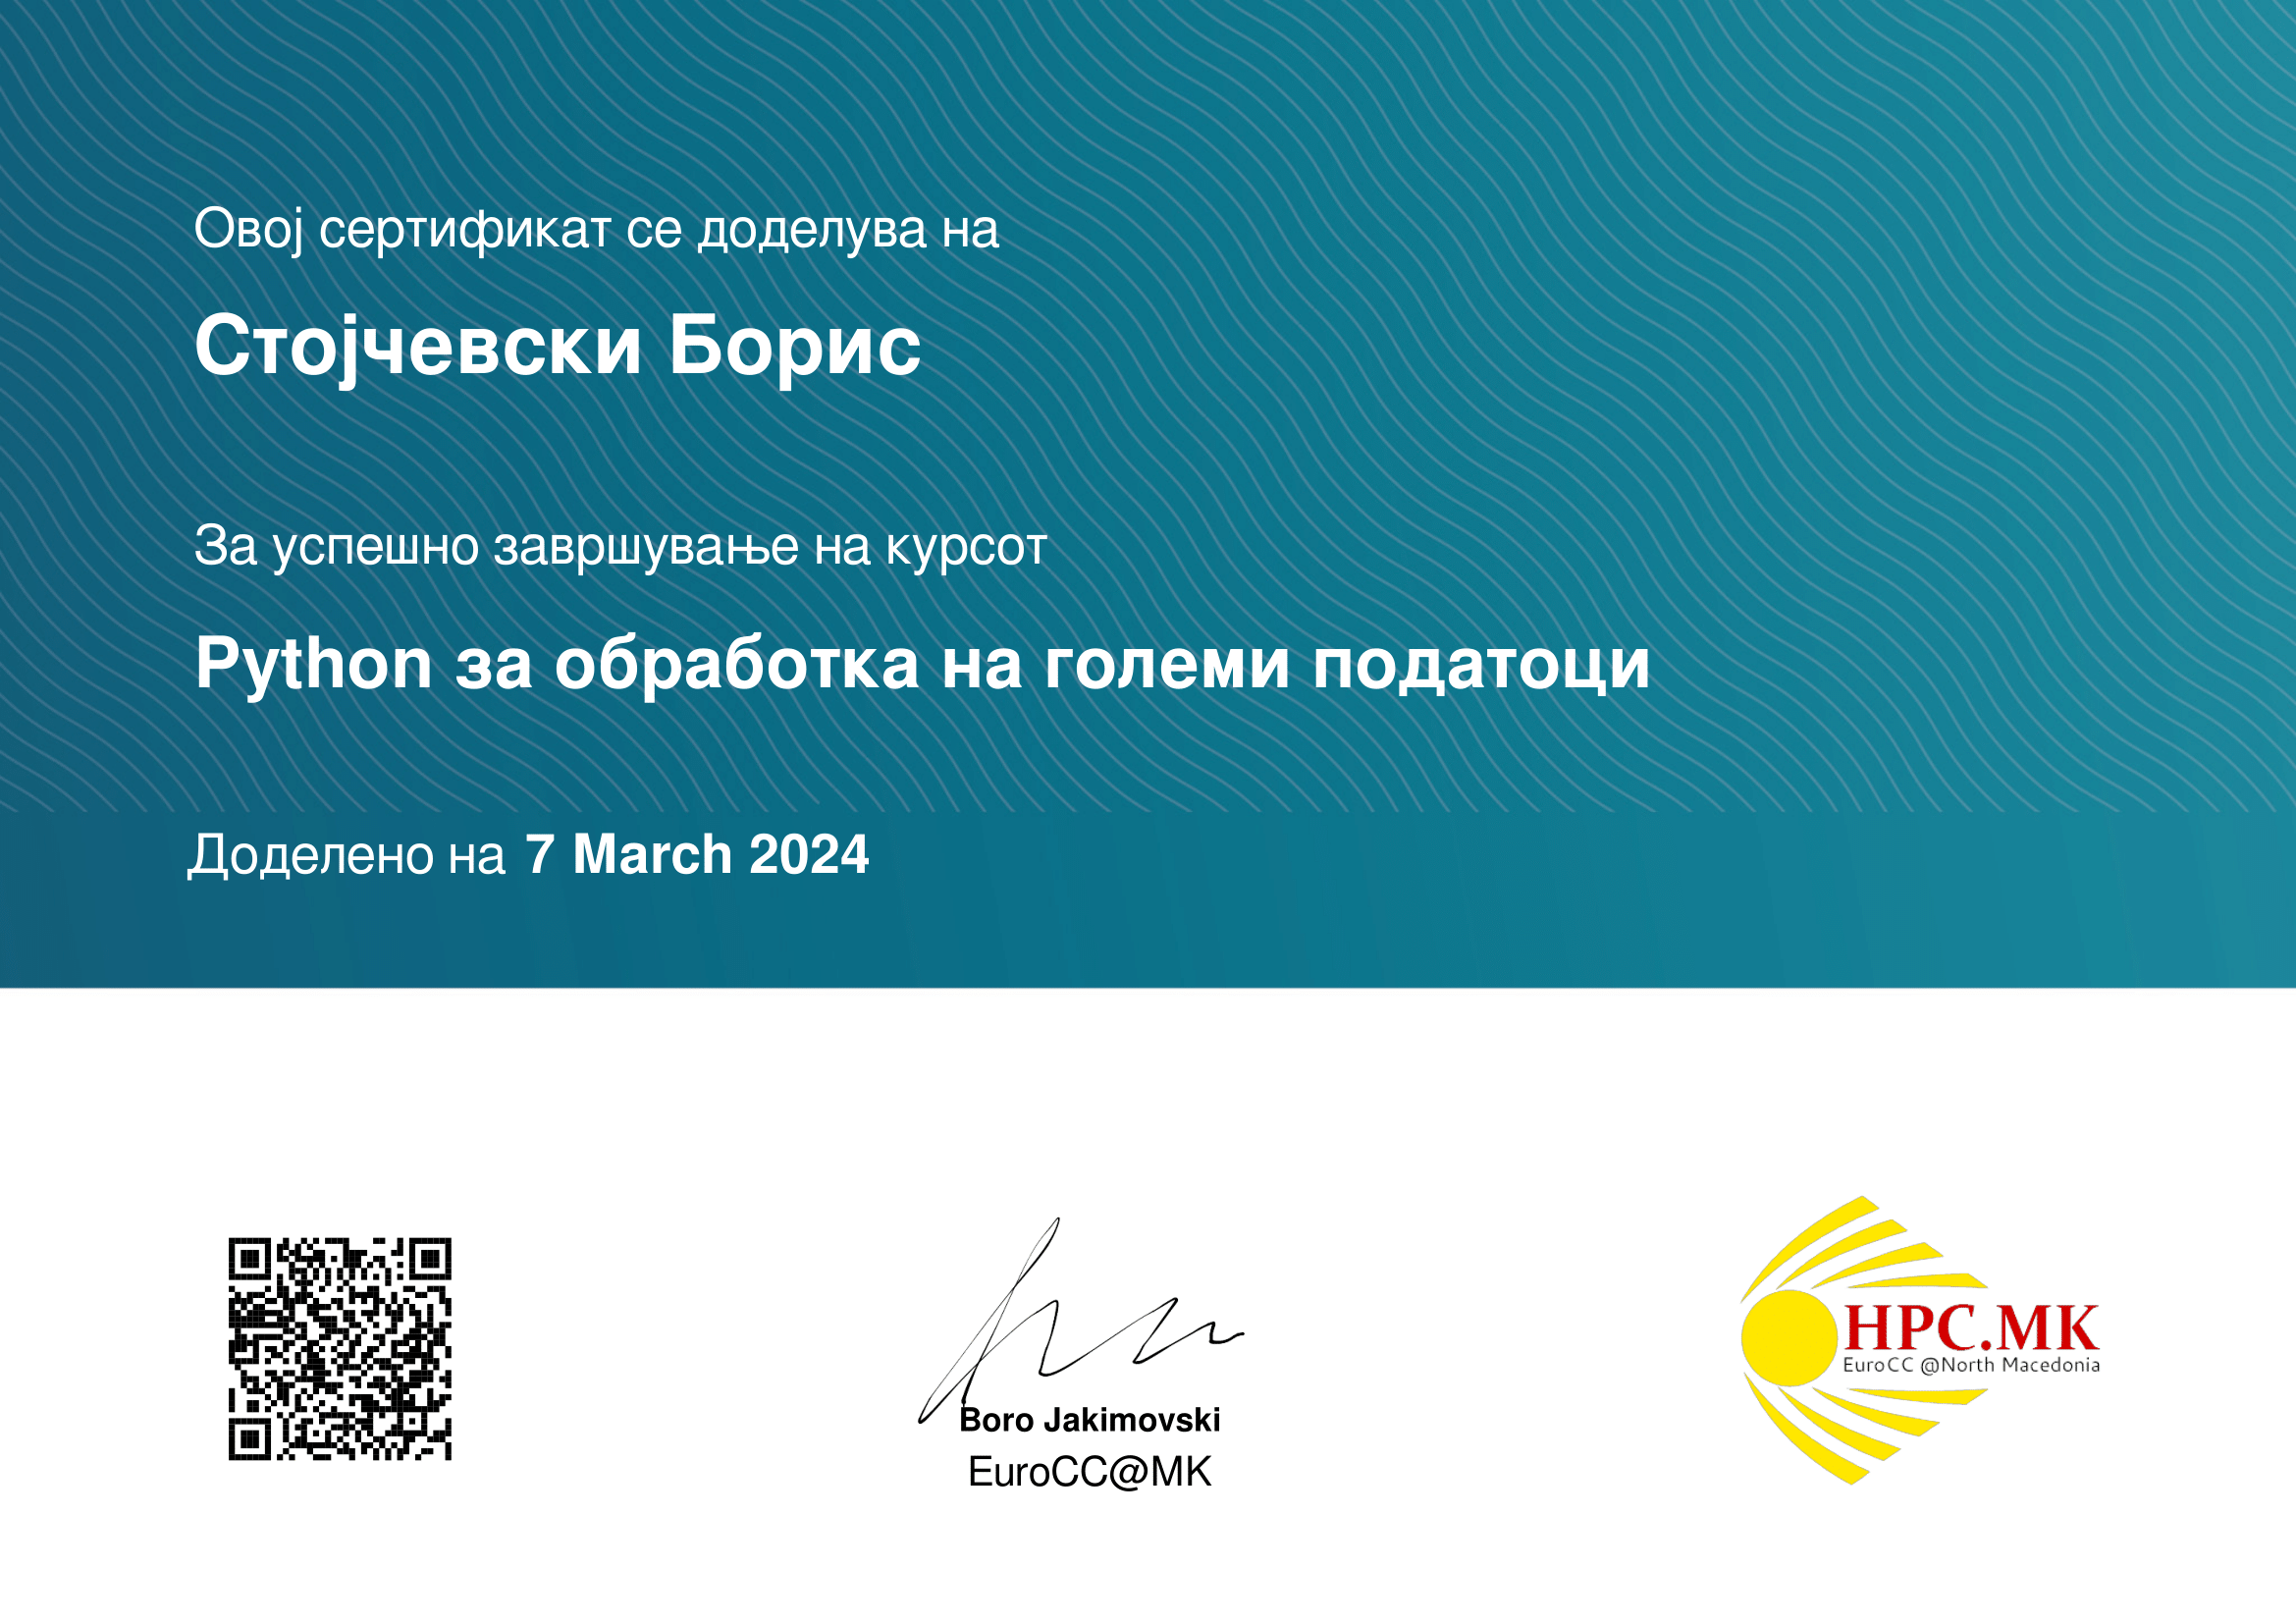 Овој сертификат се доделува на
Стојчевски Борис
За успешно завршување на курсот
Python за обработка на големи податоци
Доделено на 7 March 2024
Boro Jakimovski
EuroCC@MK
HPC.MK
EuroCC @North Macedonia